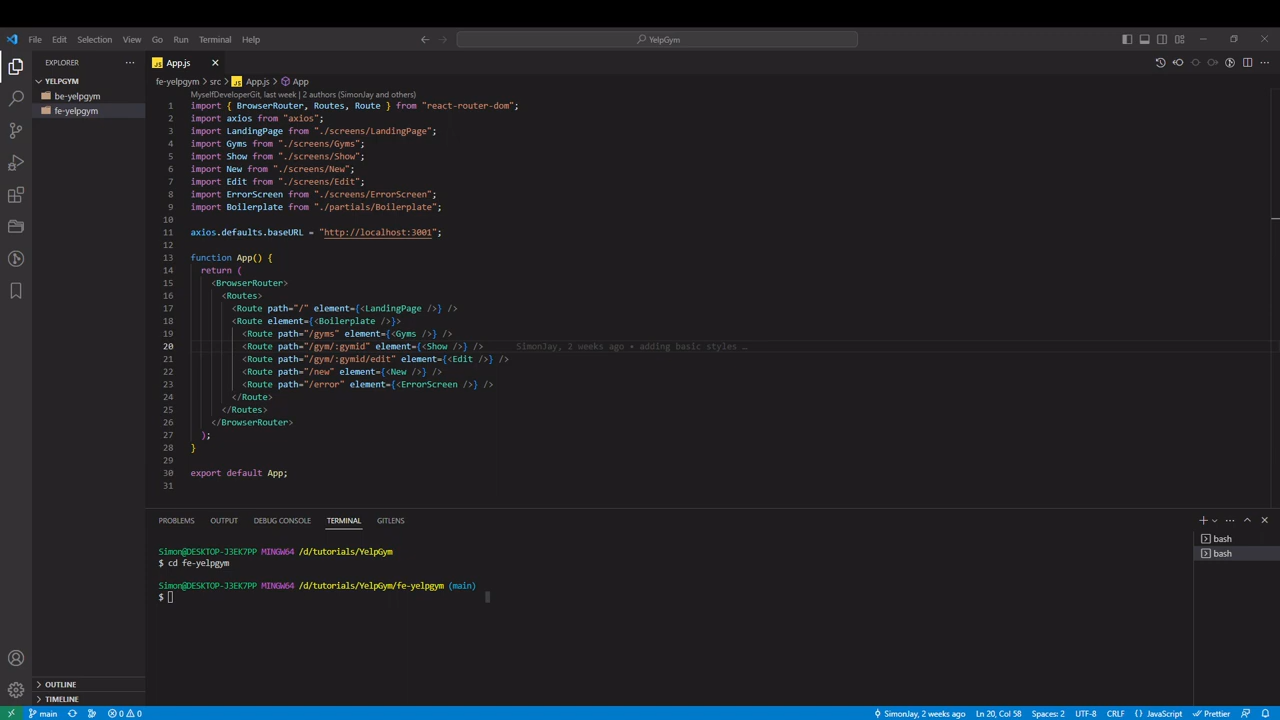 File Edit Selection View Go Run Terminal Help
YelpGym
EXPLORER
YELPGYM
be-yelpgym
fe-yelpgym
OUTLINE
TIMELINE
JS App.js
fe-yelpgym > src > JS App.js > App
MyselfDeveloperGit, last week | 2 authors (SimonJay and others)
1 import { BrowserRouter, Routes, Route } from "react-router-dom";
2 import axios from "axios";
3 import LandingPage from "./screens/LandingPage";
4 import Gyms from "./screens/Gyms";
5 import Show from "./screens/Show";
6 import New from "./screens/New";
7 import Edit from "./screens/Edit";
8 import ErrorScreen from "./screens/ErrorScreen";
9 import Boilerplate from "./partials/Boilerplate";
10
11 axios.defaults.baseURL = "http://localhost:3001";
12
13 function App() {
14 return (
15 <BrowserRouter>
16 <Routes>
17 <Route path="/" element={<LandingPage />} />
18 <Route element={<Boilerplate />}>
19 <Route path="/gyms" element={<Gyms />} />
20 <Route path="/gym/:gymid" element={<Show />} /> SimonJay, 2 weeks ago • adding basic styles …
21 <Route path="/gym/:gymid/edit" element={<Edit />} />
22 <Route path="/new" element={<New />} />
23 <Route path="/error" element={<ErrorScreen />} />
24 </Route>
25 </Routes>
26 </BrowserRouter>
27 );
28 }
29
30 export default App;
31
PROBLEMS OUTPUT DEBUG CONSOLE TERMINAL GITLENS
Simon@DESKTOP-J3EK7PP MINGW64 /d/tutorials/YelpGym
$ cd fe-yelpgym
Simon@DESKTOP-J3EK7PP MINGW64 /d/tutorials/YelpGym/fe-yelpgym (main)
$
bash
bash
main 0 0 SimonJay, 2 weeks ago Ln 20, Col 58 Spaces: 2 UTF-8 CRLF {} JavaScript Prettier